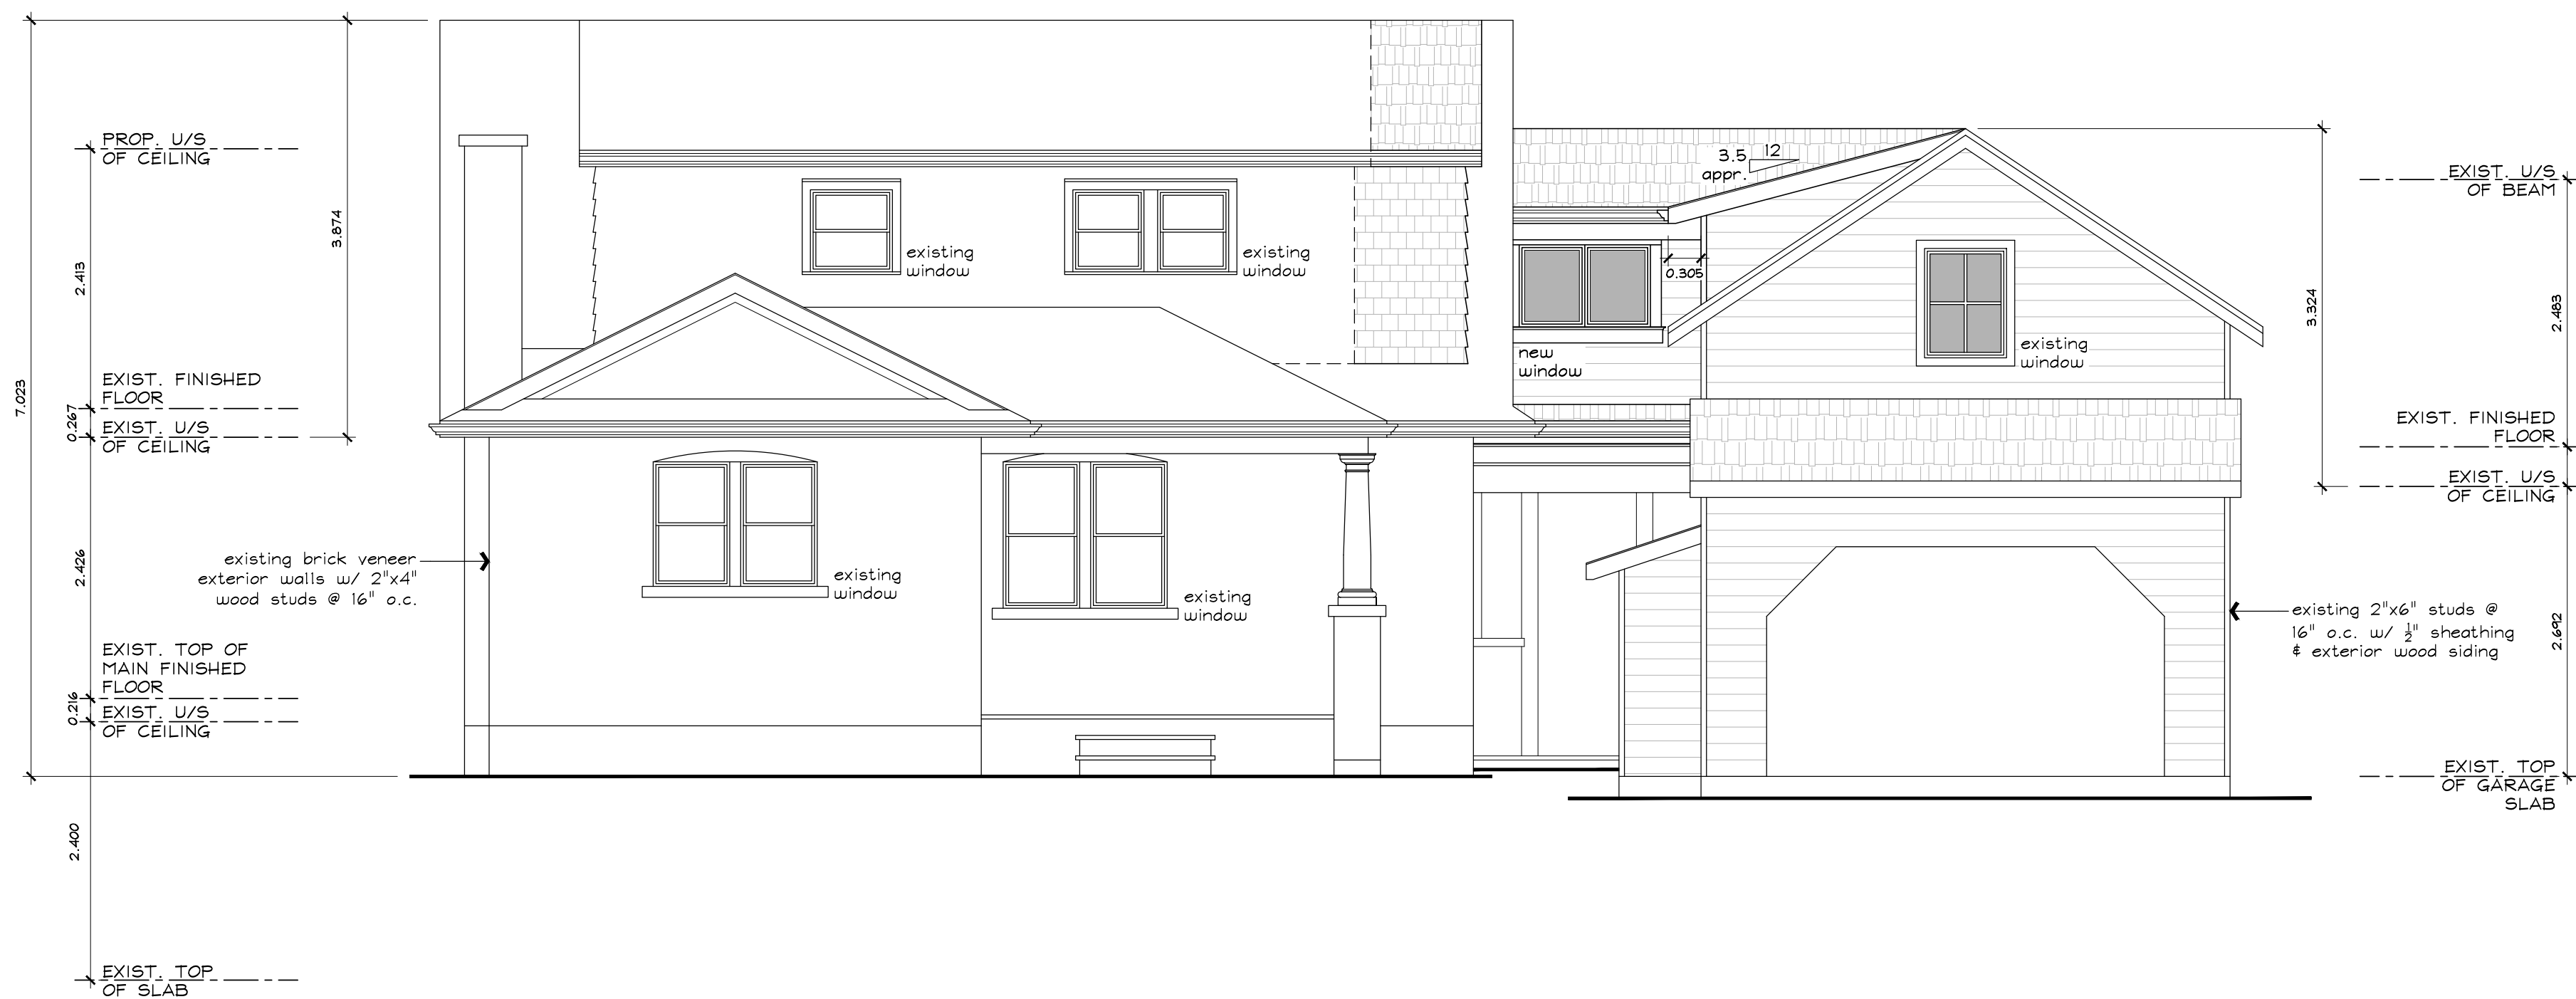 PROP. U/S
OF CEILING
2.413
3.874
7.023
EXIST. FINISHED
FLOOR
0.267
EXIST. U/S
OF CEILING
2.426
existing brick veneer
exterior walls w/ 2"x4"
wood studs @ 16" o.c.
EXIST. TOP OF
MAIN FINISHED
FLOOR
0.216
EXIST. U/S
OF CEILING
2.400
EXIST. TOP
OF SLAB
existing
window
existing
window
existing
window
existing
window
3.5
12
appr.
0.305
new
window
existing
window
3.324
EXIST. U/S
OF BEAM
2.483
EXIST. FINISHED
FLOOR
EXIST. U/S
OF CEILING
existing 2"x6" studs @
16" o.c. w/ ½" sheathing
& exterior wood siding
2.692
EXIST. TOP
OF GARAGE
SLAB